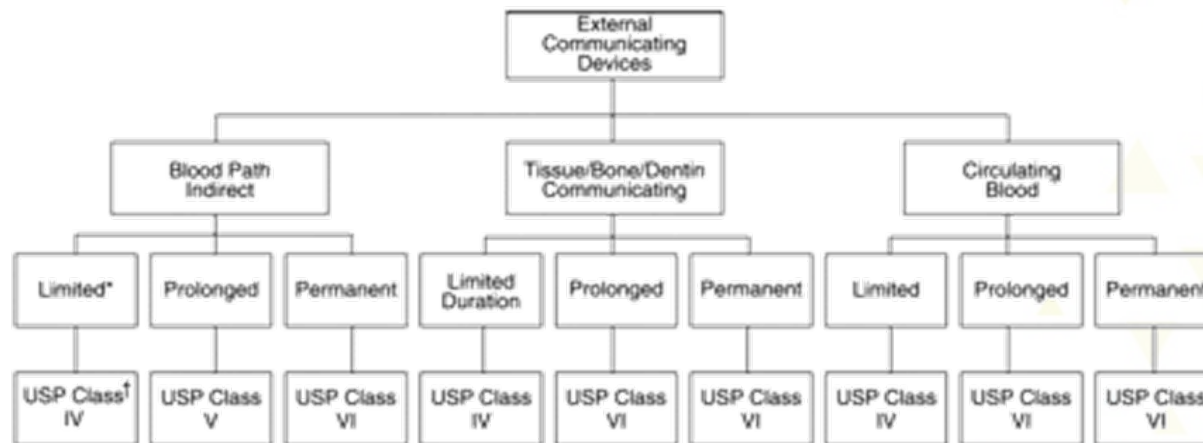 External
Communicating
Devices
Blood Path
Indirect
Tissue/Bone/Dentin
Communicating
Circulating
Blood
Limited*
Prolonged
Permanent
Limited
Duration
Prolonged
Permanent
Limited
Prolonged
Permanent
USP Class†
IV
USP Class
V
USP Class
VI
USP Class
IV
USP Class
VI
USP Class
VI
USP Class
IV
USP Class
VI
USP Class
VI